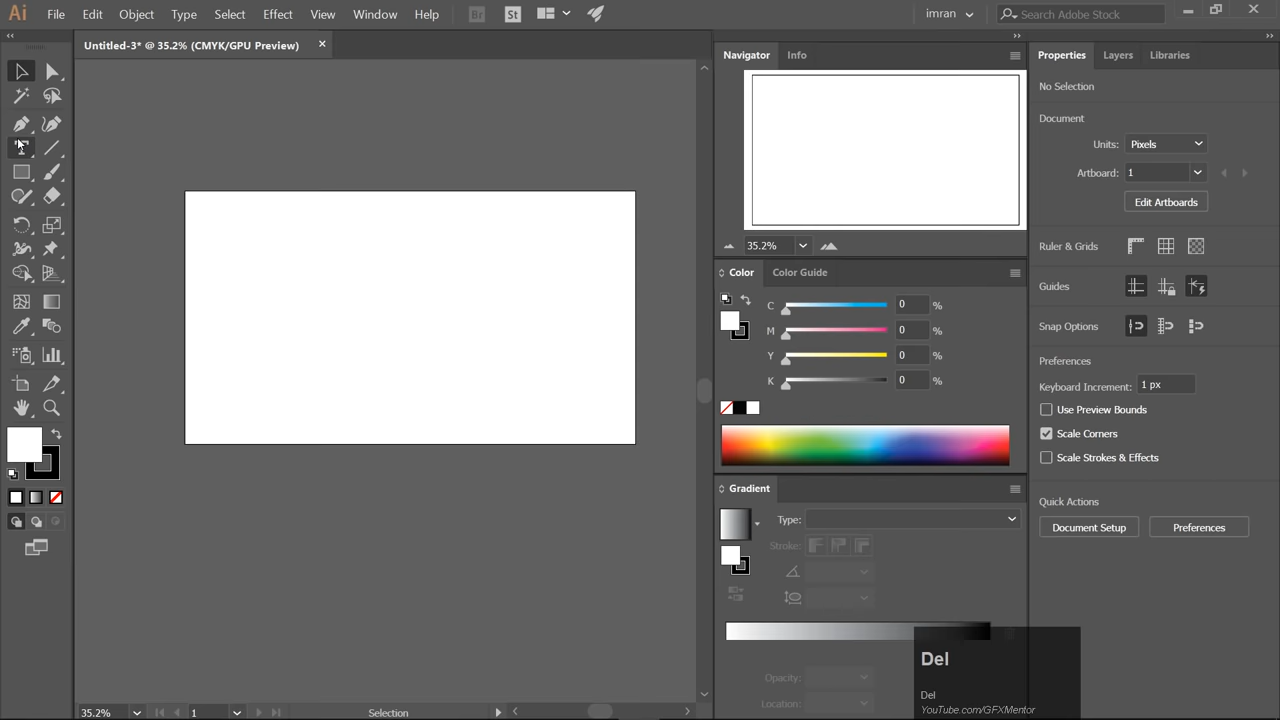 Ai File Edit Object Type Select Effect View Window Help Br St imran Search Adobe Stock
Untitled-3* @ 35.2% (CMYK/GPU Preview)
Navigator Info
35.2%
Color Color Guide
C 0 %
M 0 %
Y 0 %
K 0 %
Gradient
Type:
Stroke:
Opacity:
Location:
Properties Layers Libraries
No Selection
Document
Units: Pixels
Artboard: 1
Edit Artboards
Ruler & Grids
Guides
Snap Options
Preferences
Keyboard Increment: 1 px
Use Preview Bounds
Scale Corners
Scale Strokes & Effects
Quick Actions
Document Setup Preferences
Del
Del
YouTube.com/GFXMentor
35.2% 1 Selection